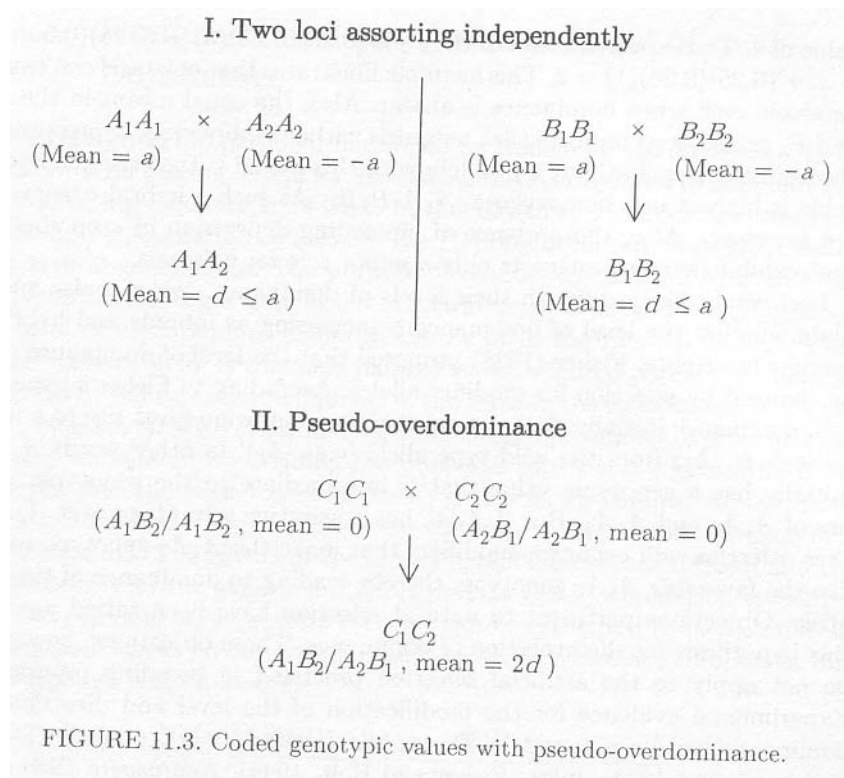 I. Two loci assorting independently
A₁A₁ × A₂A₂ B₁B₁ × B₂B₂
(Mean = a) (Mean = −a) (Mean = a) (Mean = −a)
A₁A₂ B₁B₂
(Mean = d ≤ a) (Mean = d ≤ a)
II. Pseudo-overdominance
C₁C₁ × C₂C₂
(A₁B₂/A₁B₂, mean = 0) (A₂B₁/A₂B₁, mean = 0)
C₁C₂
(A₁B₂/A₂B₁, mean = 2d)
FIGURE 11.3. Coded genotypic values with pseudo-overdominance.